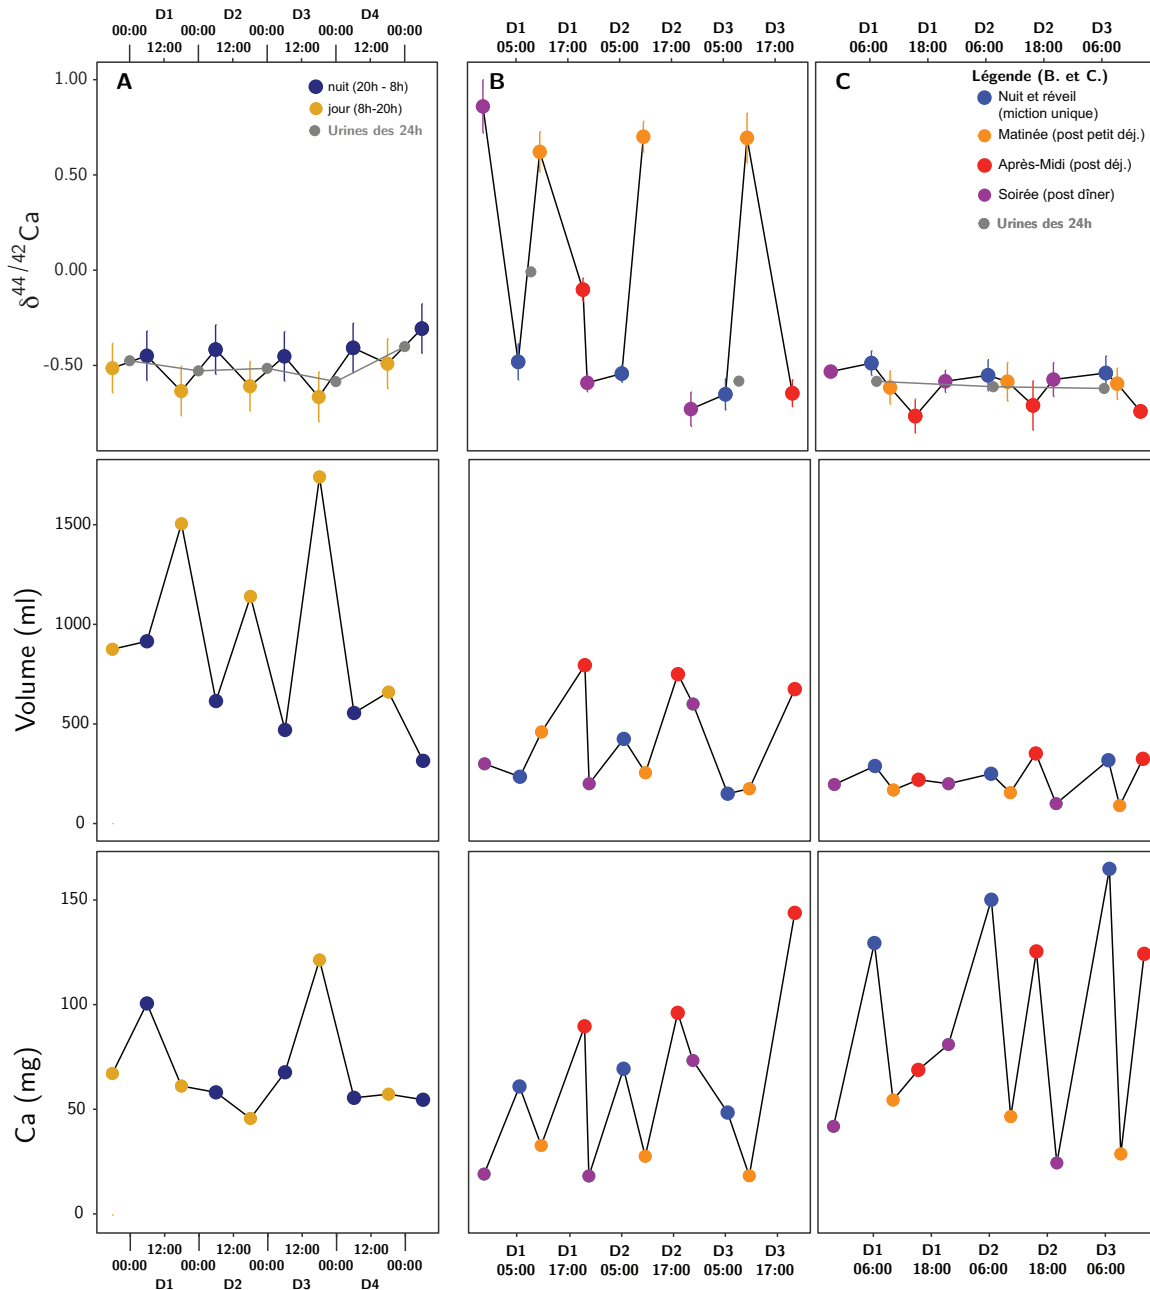 D1 D2 D3 D4
00:00 00:00 00:00 00:00 00:00
12:00 12:00 12:00 12:00
D1 D1 D2 D2 D3 D3
05:00 17:00 05:00 17:00 05:00 17:00
D1 D1 D2 D2 D3
06:00 18:00 06:00 18:00 06:00
A
nuit (20h - 8h)
jour (8h-20h)
Urines des 24h
B
C
Légende (B. et C.)
Nuit et réveil
(miction unique)
Matinée (post petit déj.)
Après-Midi (post déj.)
Soirée (post dîner)
Urines des 24h
δ44/42Ca
1.00
0.50
0.00
-0.50
Volume (ml)
1500
1000
500
0
Ca (mg)
150
100
50
0
12:00 12:00 12:00 12:00
00:00 00:00 00:00 00:00 00:00
D1 D2 D3 D4
D1 D1 D2 D2 D3 D3
05:00 17:00 05:00 17:00 05:00 17:00
D1 D1 D2 D2 D3
06:00 18:00 06:00 18:00 06:00